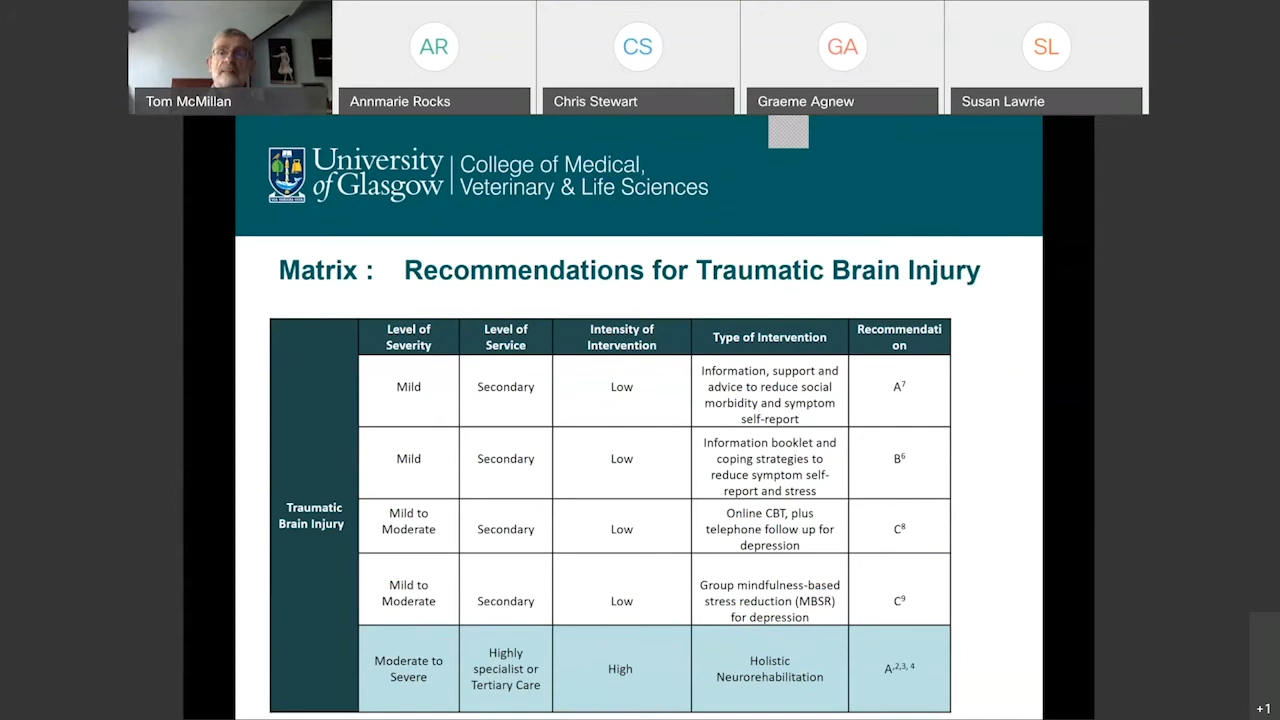 AR
CS
GA
SL
Tom McMillan
Annmarie Rocks
Chris Stewart
Graeme Agnew
Susan Lawrie
University
of Glasgow
College of Medical,
Veterinary & Life Sciences
Matrix : Recommendations for Traumatic Brain Injury
Level of
Severity
Level of
Service
Intensity of
Intervention
Type of Intervention
Recommendati
on
Traumatic
Brain Injury
Mild
Secondary
Low
Information, support and
advice to reduce social
morbidity and symptom
self-report
A7
Mild
Secondary
Low
Information booklet and
coping strategies to
reduce symptom self-
report and stress
B6
Mild to
Moderate
Secondary
Low
Online CBT, plus
telephone follow up for
depression
C8
Mild to
Moderate
Secondary
Low
Group mindfulness-based
stress reduction (MBSR)
for depression
C9
Moderate to
Severe
Highly
specialist or
Tertiary Care
High
Holistic
Neurorehabilitation
A,2,3, 4
+1